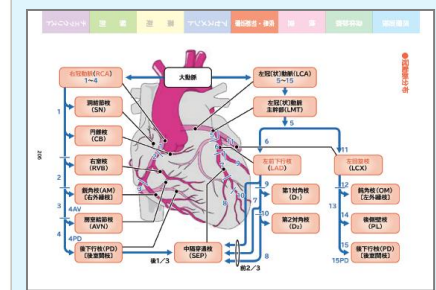 冠動脈分布
206
大動脈
右冠動脈(RCA)
1〜4
洞結節枝
(SN)
円錐枝
(CB)
右室枝
(RVB)
鋭角枝(AM)
(右外縁枝)
房室結節枝
(AVN)
後下行枝(PD)
[後室間枝]
1
2
3
4AV
4
4PD
左冠(状)動脈(LCA)
5〜15
左冠(状)動脈
主幹部(LMT)
5
6
11
左前下行枝
(LAD)
左回旋枝
(LCX)
9
7
10
8
第1対角枝
(D₁)
第2対角枝
(D₂)
12
13
14
15
15PD
鈍角枝(OM)
[左外縁枝]
後側壁枝
(PL)
後下行枝(PD)
[後室間枝]
後1/3
中隔穿通枝
(SEP)
前2/3